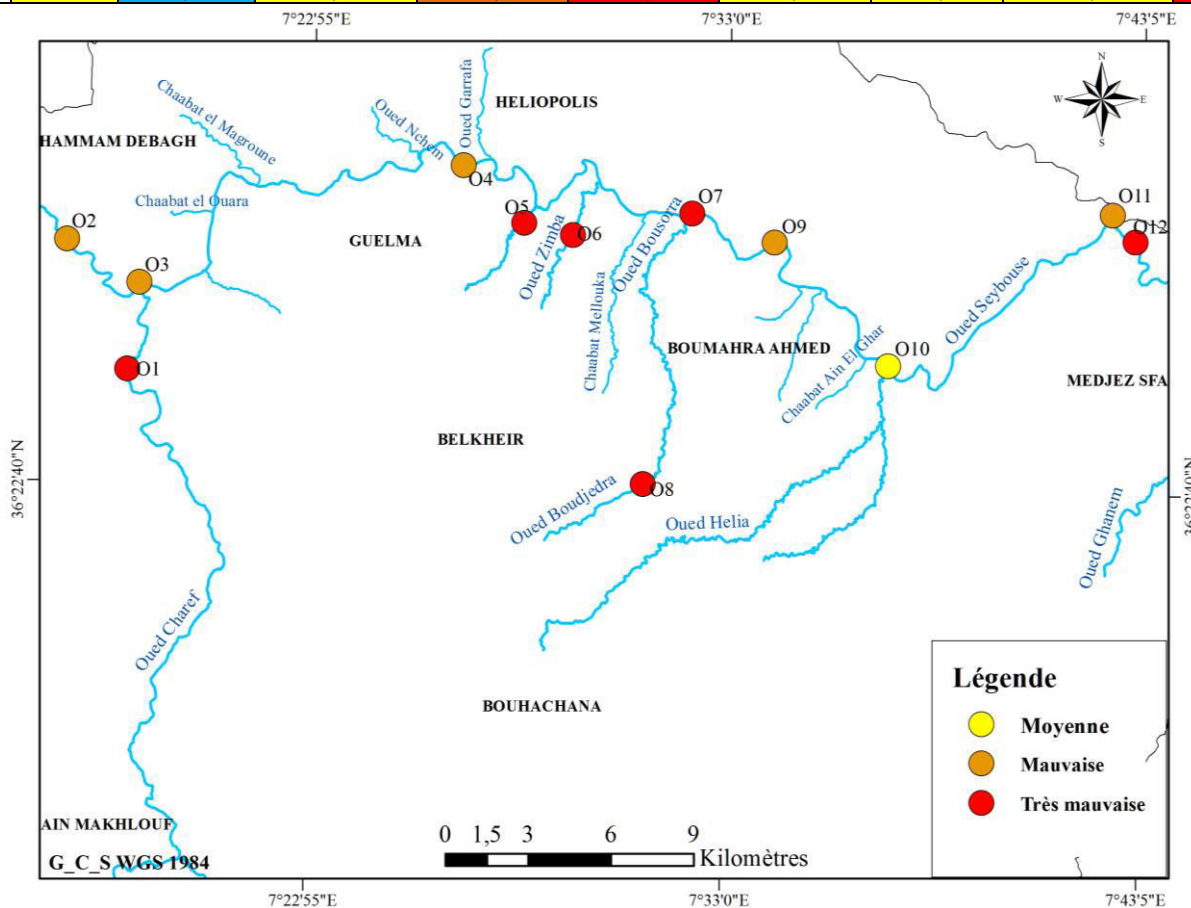 7°22'55"E
7°33'0"E
7°43'5"E
N
W
E
S
Chaabat el Magroune
Oued Nchem
Oued Garrafa
HELIOPOLIS
HAMMAM DEBAGH
O4
Chaabat el Ouara
O2
GUELMA
O5
Oued Zimba
O6
Oued Bousorra
O7
O9
O11
O12
O3
Chaabat Mellouka
Oued Seybouse
BOUMAHRA AHMED
Chaabat Ain El Ghar
O10
O1
MEDJEZ SFA
BELKHEIR
36°22'40"N
36°22'40"N
O8
Oued Boudjedra
Oued Helia
Oued Ghanem
Oued Charef
BOUHACHANA
Légende
Moyenne
Mauvaise
Très mauvaise
AIN MAKHLOUF
0 1,5 3 6 9
Kilomètres
G_C_S WGS 1984
7°22'55"E
7°33'0"E
7°43'5"E